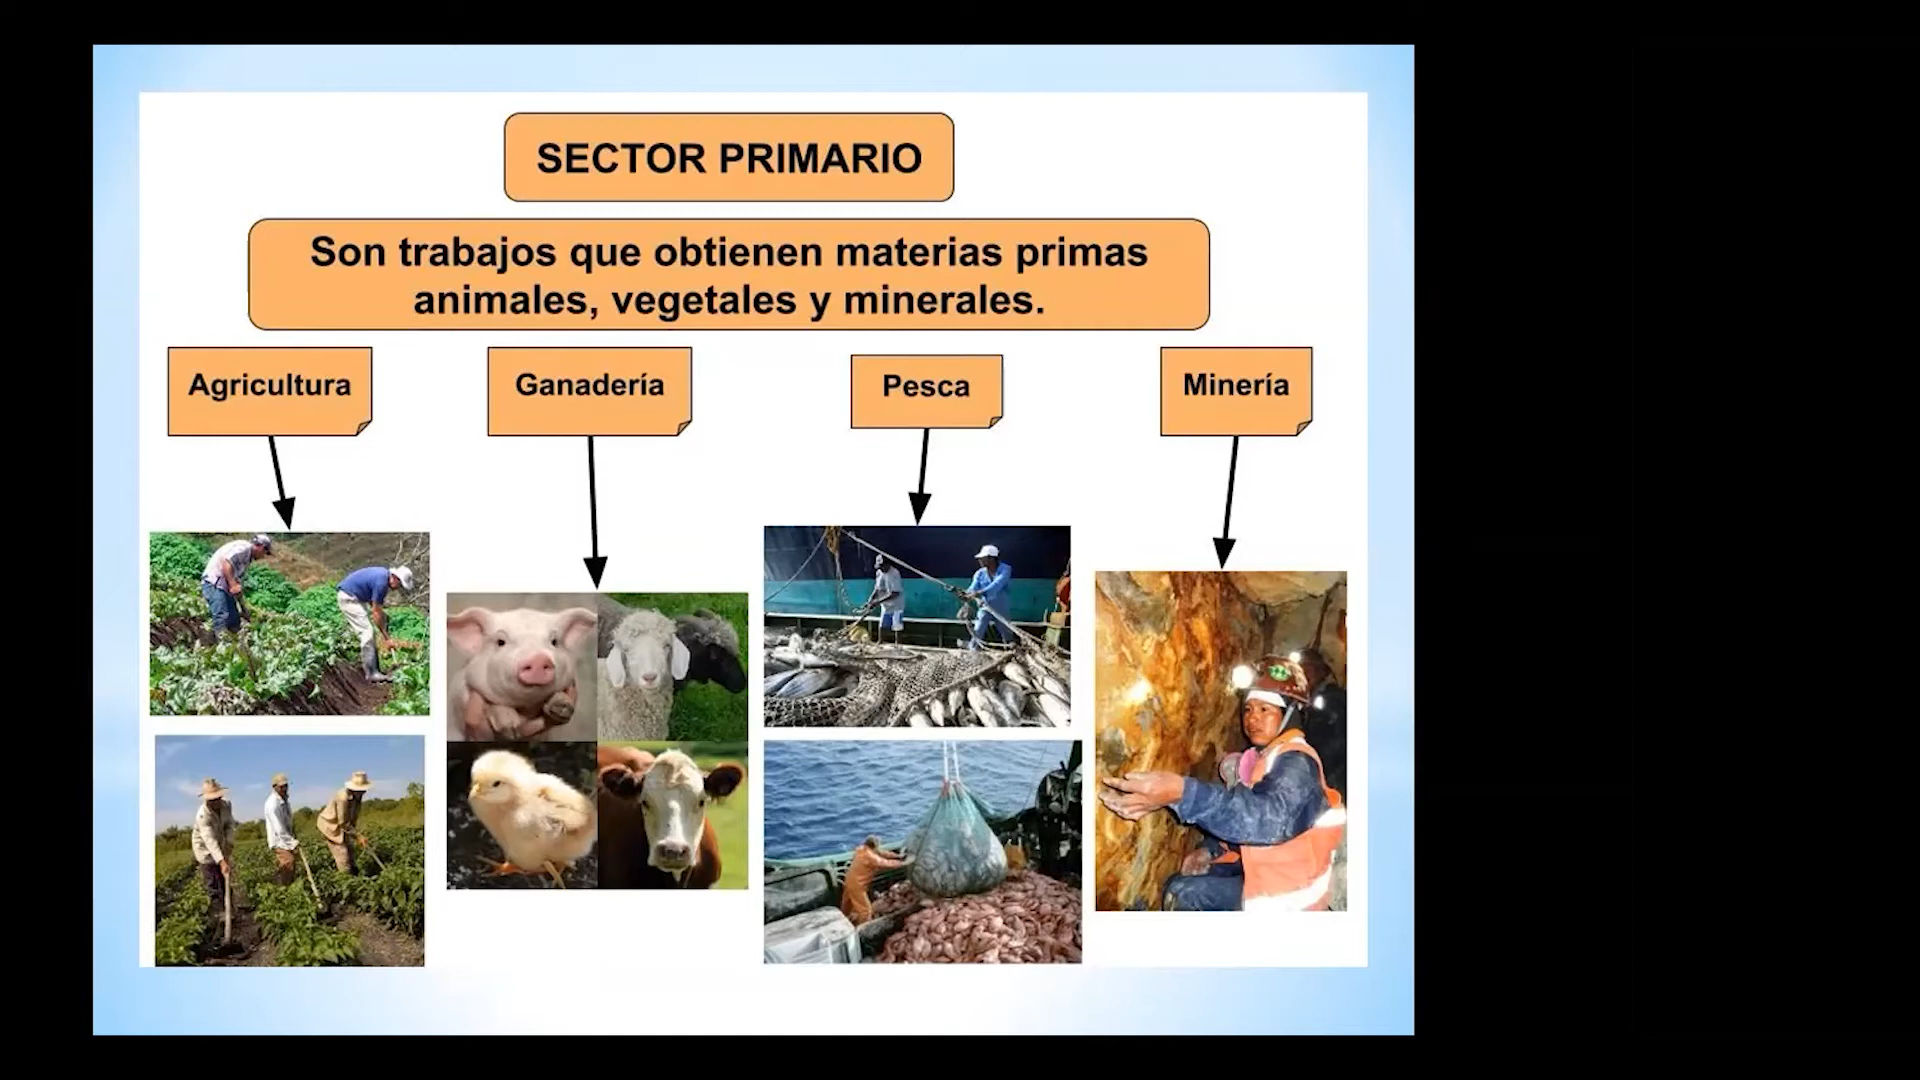 SECTOR PRIMARIO
Son trabajos que obtienen materias primas
animales, vegetales y minerales.
Agricultura
Ganadería
Pesca
Minería